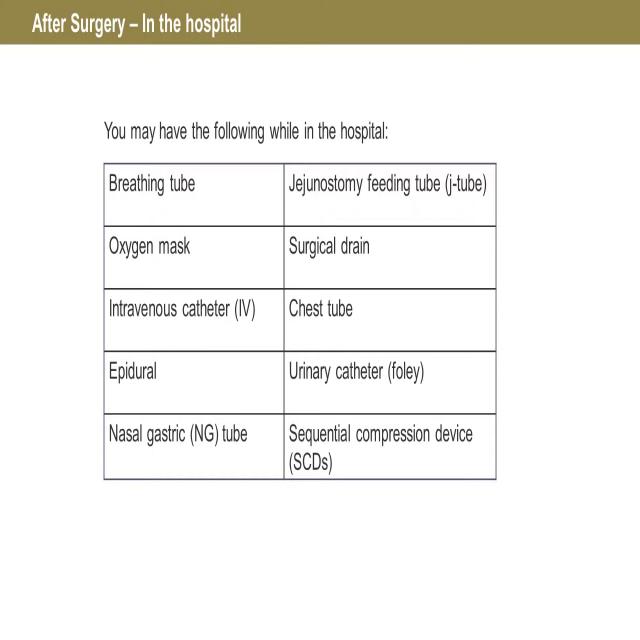 After Surgery – In the hospital
You may have the following while in the hospital:
Breathing tube
Jejunostomy feeding tube (j-tube)
Oxygen mask
Surgical drain
Intravenous catheter (IV)
Chest tube
Epidural
Urinary catheter (foley)
Nasal gastric (NG) tube
Sequential compression device
(SCDs)